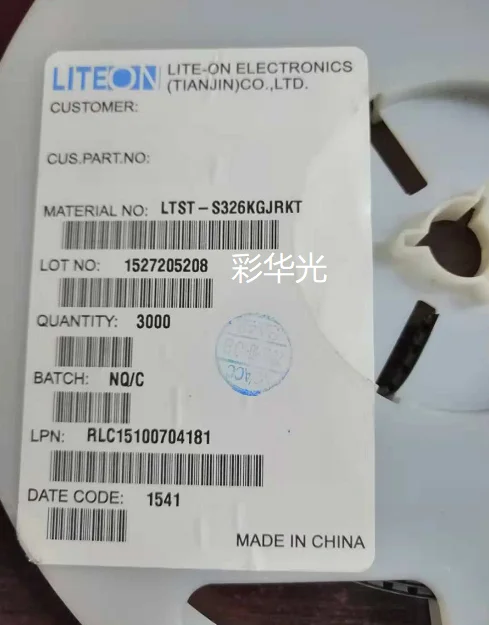 LITEON LITE-ON ELECTRONICS
(TIANJIN)CO.,LTD.
CUSTOMER:
CUS.PART.NO:
MATERIAL NO: LTST-S326KGJRKT
LOT NO: 1527205208
彩华光
QUANTITY: 3000
BATCH: NQ/C
LPN: RLC15100704181
DATE CODE: 1541
MADE IN CHINA